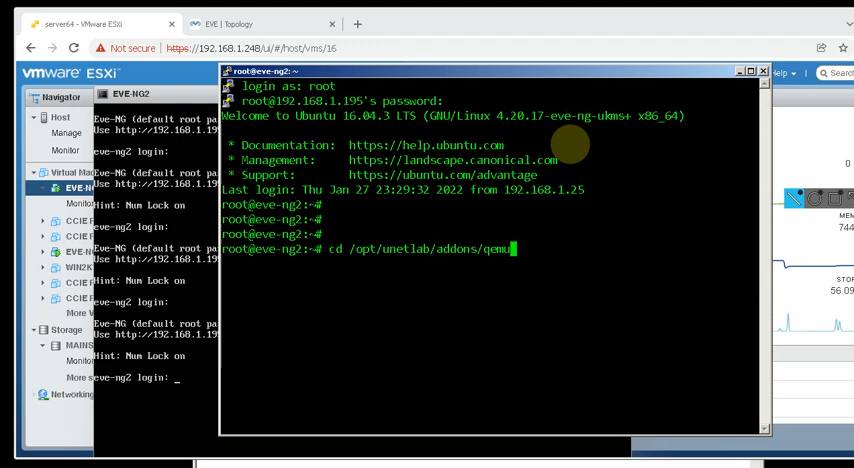 server64 - VMware ESXi
EVE | Topology
Not secure
https://192.168.1.248/ui/#/host/vms/16
vmware ESXi
Help
Search
Navigator
Host
Manage
Monitor
Virtual Ma
EVE-N
Monito
CCIE
CCIE
EVE-N
WIN2K
CCIE F
CCIE F
More V
Storage
MAINS
Monito
More s
Networking
EVE-NG2
Eve-NG (default root pa
Use http://192.168.1.195
eve-ng2 login:
Eve-NG (default root pa
Use http://192.168.1.195
Hint: Num Lock on
eve-ng2 login:
Eve-NG (default root pa
Use http://192.168.1.195
eve-ng2 login:
Eve-NG (default root pa
Use http://192.168.1.195
Hint: Num Lock on
eve-ng2 login: _
root@eve-ng2: ~
login as: root
root@192.168.1.195's password:
Welcome to Ubuntu 16.04.3 LTS (GNU/Linux 4.20.17-eve-ng-ukms+ x86_64)
* Documentation: https://help.ubuntu.com
* Management: https://landscape.canonical.com
* Support: https://ubuntu.com/advantage
Last login: Thu Jan 27 23:29:32 2022 from 192.168.1.25
root@eve-ng2:~#
root@eve-ng2:~#
root@eve-ng2:~#
root@eve-ng2:~# cd /opt/unetlab/addons/qemu
0
MEM
744
STOR
56.09